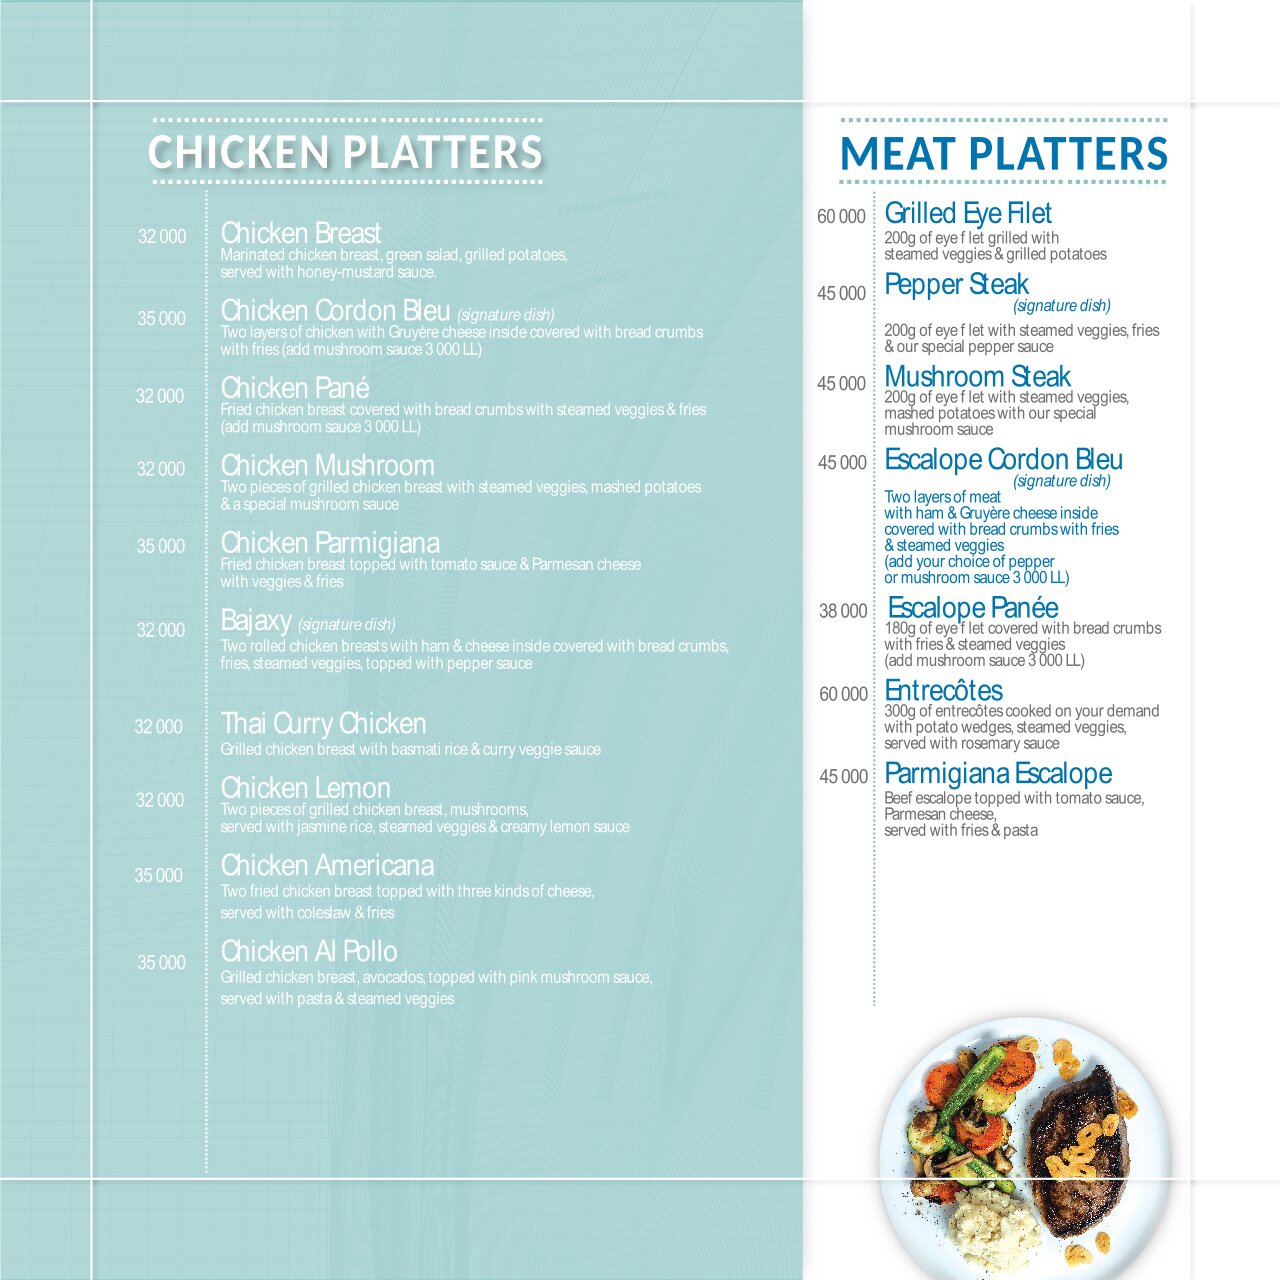 CHICKEN PLATTERS
32 000 Chicken Breast
Marinated chicken breast, green salad, grilled potatoes,
served with honey-mustard sauce.
35 000 Chicken Cordon Bleu (signature dish)
Two layers of chicken with Gruyère cheese inside covered with bread crumbs
with fries (add mushroom sauce 3 000 LL)
32 000 Chicken Pané
Fried chicken breast covered with bread crumbs with steamed veggies & fries
(add mushroom sauce 3 000 LL)
32 000 Chicken Mushroom
Two pieces of grilled chicken breast with steamed veggies, mashed potatoes
& a special mushroom sauce
35 000 Chicken Parmigiana
Fried chicken breast topped with tomato sauce & Parmesan cheese
with veggies & fries
32 000 Bajaxy (signature dish)
Two rolled chicken breasts with ham & cheese inside covered with bread crumbs,
fries, steamed veggies, topped with pepper sauce
32 000 Thai Curry Chicken
Grilled chicken breast with basmati rice & curry veggie sauce
32 000 Chicken Lemon
Two pieces of grilled chicken breast, mushrooms,
served with jasmine rice, steamed veggies & creamy lemon sauce
35 000 Chicken Americana
Two fried chicken breast topped with three kinds of cheese,
served with coleslaw & fries
35 000 Chicken Al Pollo
Grilled chicken breast, avocados, topped with pink mushroom sauce,
served with pasta & steamed veggies
MEAT PLATTERS
60 000 Grilled Eye Filet
200g of eye f let grilled with
steamed veggies & grilled potatoes
45 000 Pepper Steak
(signature dish)
200g of eye f let with steamed veggies, fries
& our special pepper sauce
45 000 Mushroom Steak
200g of eye f let with steamed veggies,
mashed potatoes with our special
mushroom sauce
45 000 Escalope Cordon Bleu
(signature dish)
Two layers of meat
with ham & Gruyère cheese inside
covered with bread crumbs with fries
& steamed veggies
(add your choice of pepper
or mushroom sauce 3 000 LL)
38 000 Escalope Panée
180g of eye f let covered with bread crumbs
with fries & steamed veggies
(add mushroom sauce 3 000 LL)
60 000 Entrecôtes
300g of entrecôtes cooked on your demand
with potato wedges, steamed veggies,
served with rosemary sauce
45 000 Parmigiana Escalope
Beef escalope topped with tomato sauce,
Parmesan cheese,
served with fries & pasta